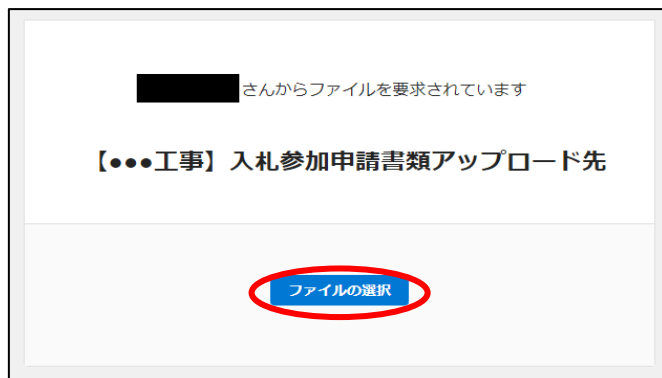 さんからファイルを要求されています
【●●●工事】入札参加申請書類アップロード先
ファイルの選択